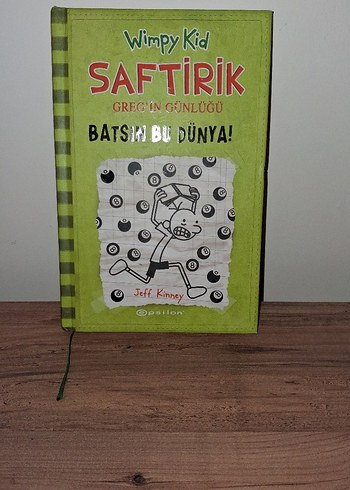 Wimpy Kid
SAFTİRİK
GREG'İN GÜNLÜĞÜ
BATSIN BU DÜNYA!
Jeff Kinney
epsilon